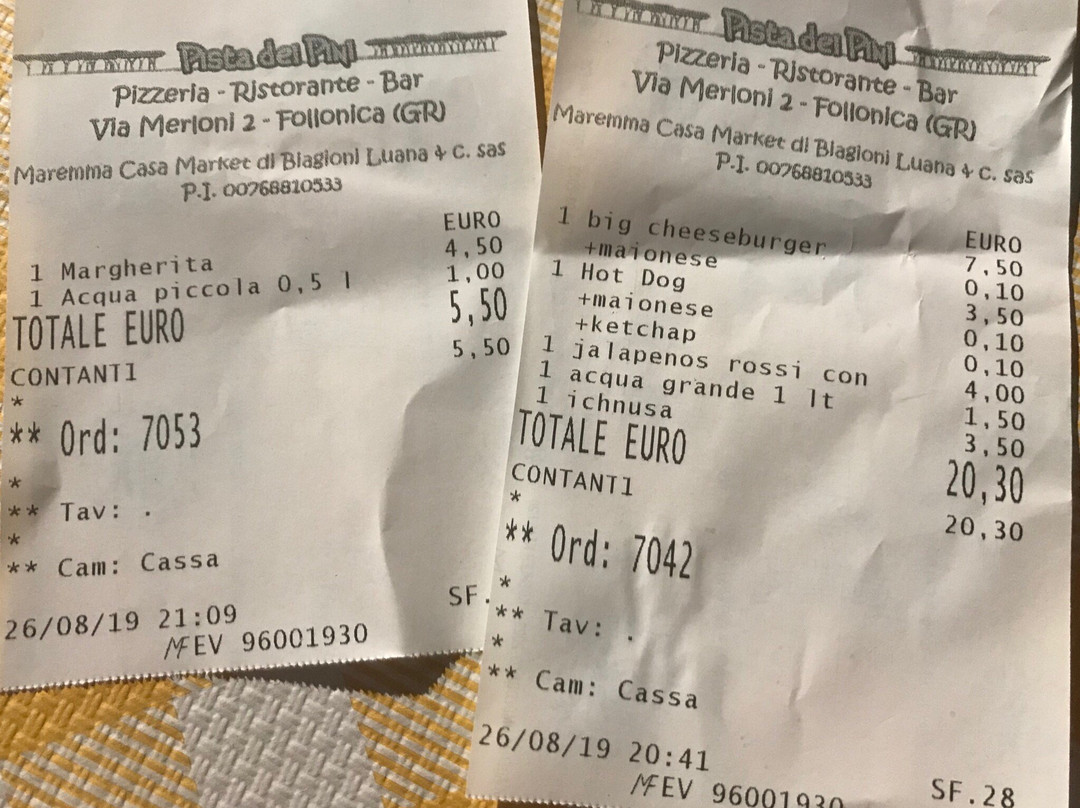 Pista dei Pini
Pizzeria - Ristorante - Bar
Via Merloni 2 - Follonica (GR)
Maremma Casa Market di Biagioni Luana & c. sas
P.I. 00768810533
EURO
1 Margherita 4,50
1 Acqua piccola 0,5 l 1,00
TOTALE EURO 5,50
CONTANT1 5,50
*
** Ord: 7053
*
** Tav: .
*
** Cam: Cassa
26/08/19 21:09 SF.
MFEV 96001930
Pista dei Pini
Pizzeria - Ristorante - Bar
Via Merloni 2 - Follonica (GR)
Maremma Casa Market di Biagioni Luana & c. sas
P.I. 00768810533
EURO
1 big cheeseburger 7,50
+maionese 0,10
1 Hot Dog 3,50
+maionese 0,10
+ketchap 0,10
1 jalapenos rossi con 4,00
1 acqua grande 1 lt 1,50
1 ichnusa 3,50
TOTALE EURO 20,30
CONTANT1 20,30
*
** Ord: 7042
*
** Tav: .
*
** Cam: Cassa
26/08/19 20:41 SF.28
MFEV 96001930